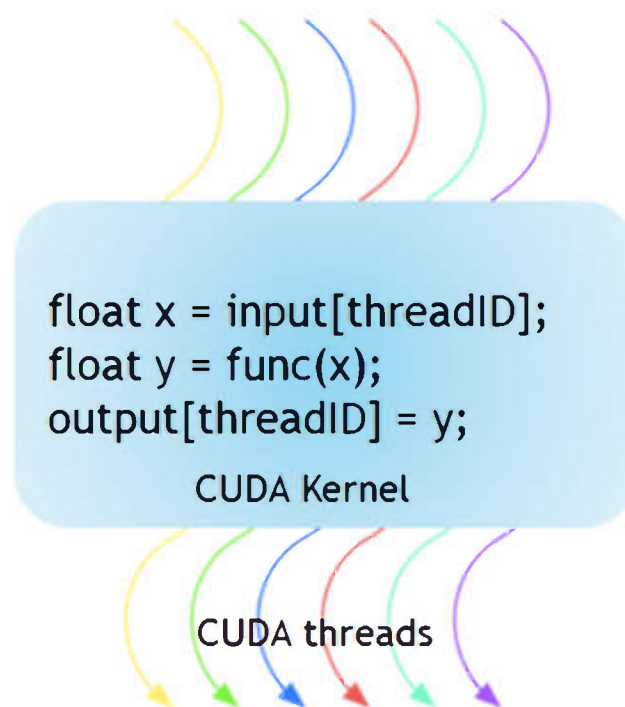 float x = input[threadID];
float y = func(x);
output[threadID] = y;
CUDA Kernel
CUDA threads